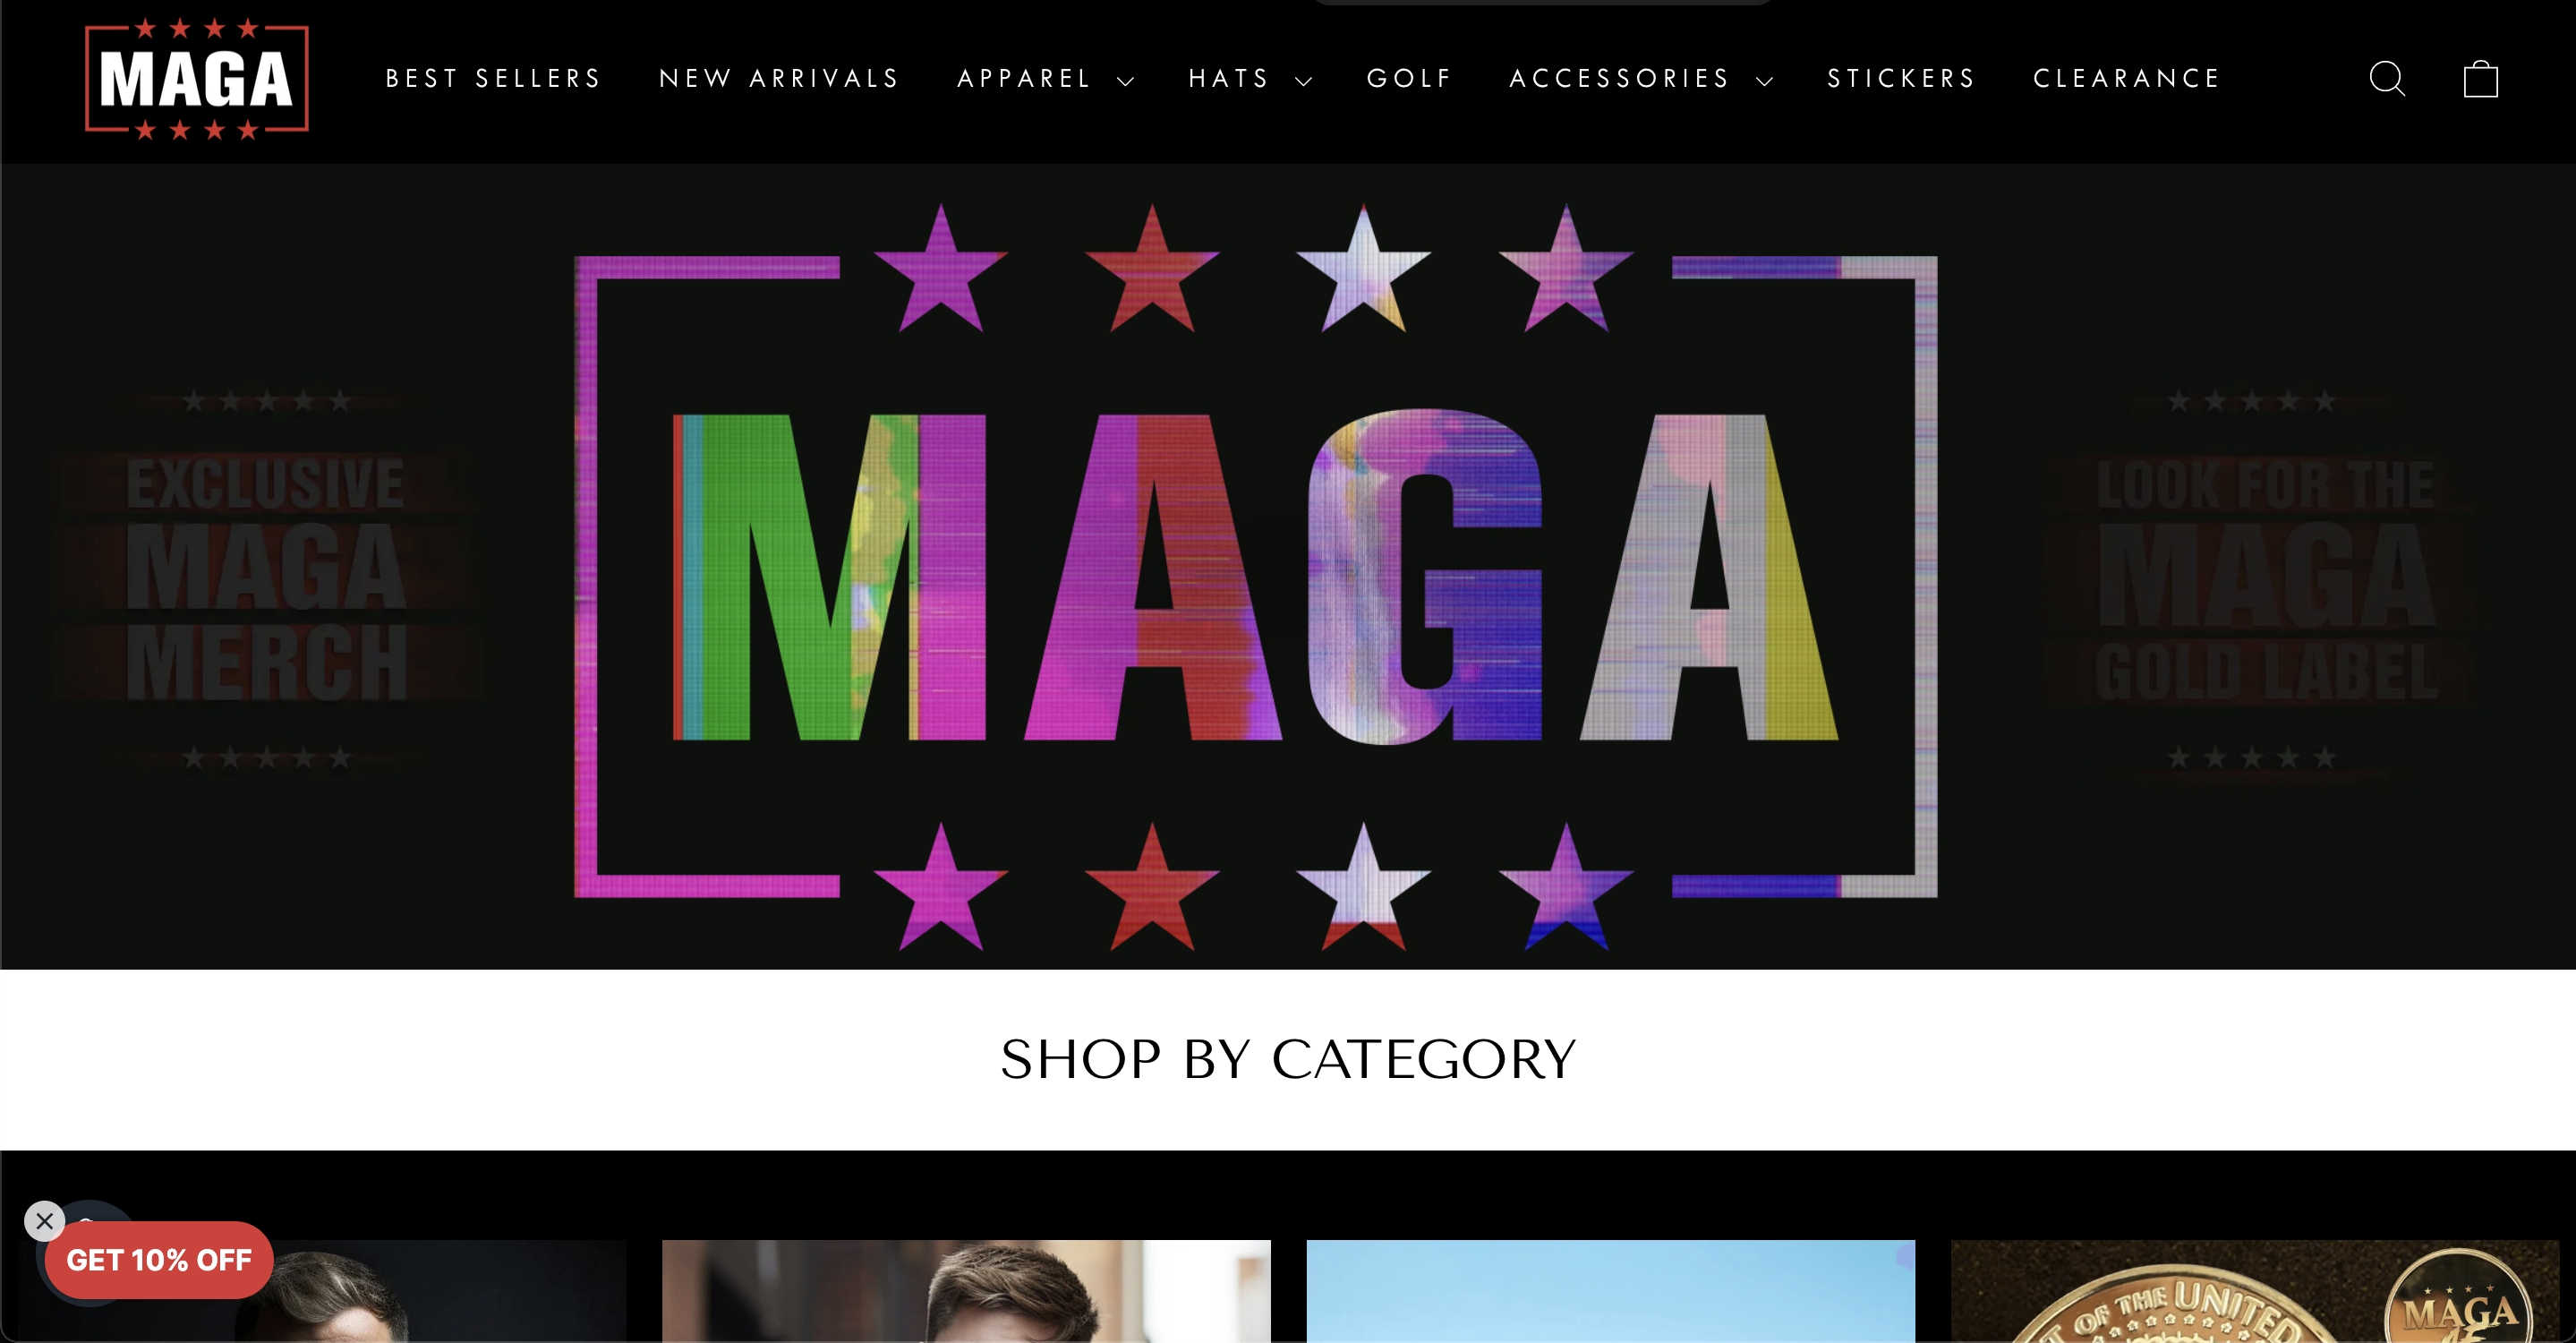 MAGA
BEST SELLERS
NEW ARRIVALS
APPAREL
HATS
GOLF
ACCESSORIES
STICKERS
CLEARANCE
EXCLUSIVE
MAGA
MERCH
MAGA
LOOK FOR THE
MAGA
GOLD LABEL
SHOP BY CATEGORY
GET 10% OFF
OF THE UNITED
MAGA